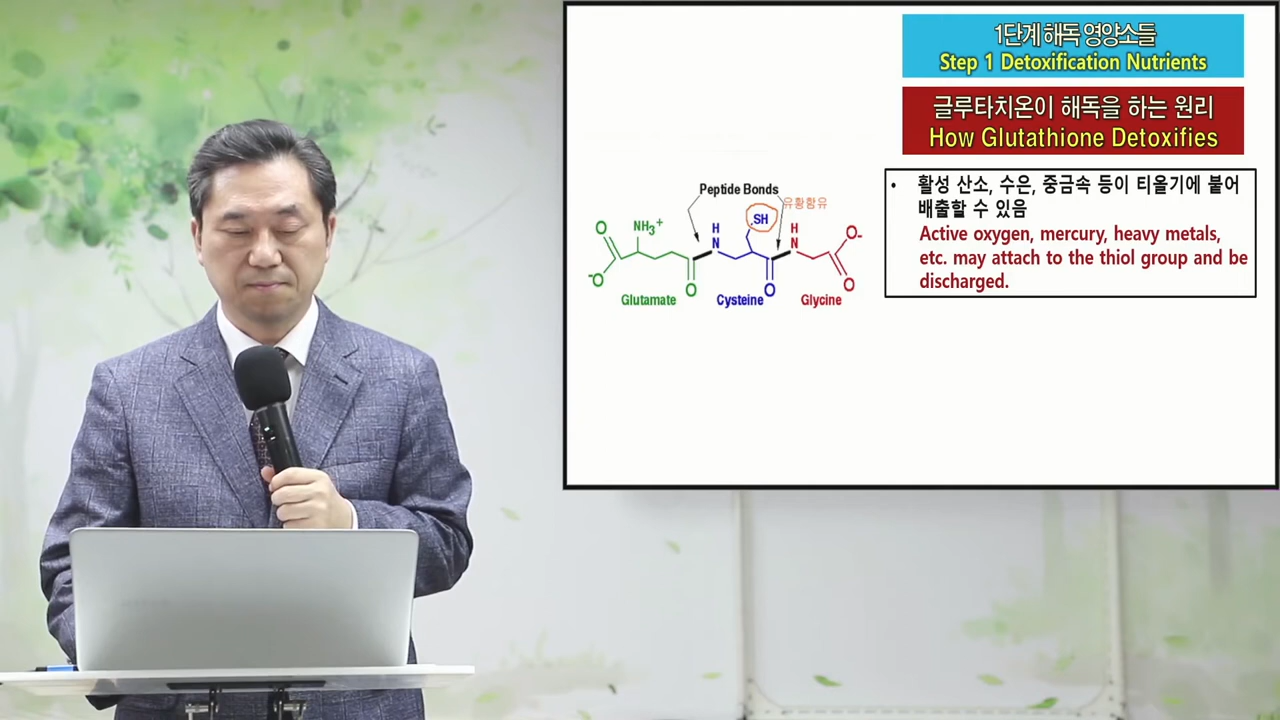 1단계 해독 영양소들
Step 1 Detoxification Nutrients
글루타치온이 해독을 하는 원리
How Glutathione Detoxifies
• 활성 산소, 수은, 중금속 등이 티올기에 붙어
배출할 수 있음
Active oxygen, mercury, heavy metals,
etc. may attach to the thiol group and be
discharged.
Peptide Bonds
유황함유
SH
O
NH3+
H
N
H
N
O-
-O
O
O
O
Glutamate
Cysteine
Glycine